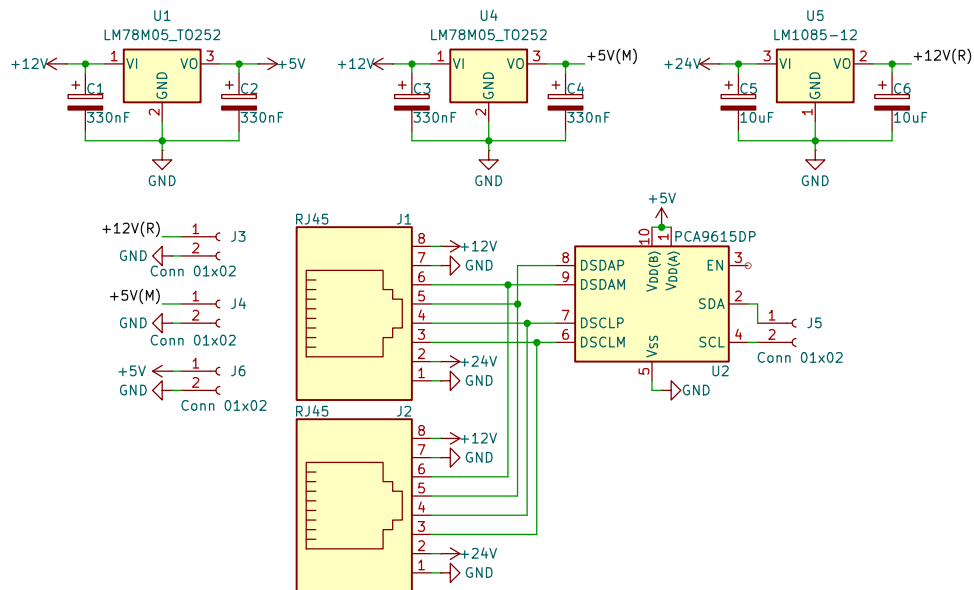 U1
LM78M05_TO252
+12V
1
VI
VO
3
+5V
GND
2
C1
330nF
C2
330nF
GND
U4
LM78M05_TO252
+12V
1
VI
VO
3
+5V(M)
GND
2
C3
330nF
C4
330nF
GND
U5
LM1085-12
+24V
3
VI
VO
2
+12V(R)
GND
1
C5
10uF
C6
10uF
GND
+12V(R)
1
J3
GND
2
Conn 01x02
+5V(M)
1
J4
GND
2
Conn 01x02
+5V
1
J6
GND
2
Conn 01x02
RJ45
J1
8
+12V
7
GND
6
5
4
3
2
+24V
1
GND
RJ45
J2
8
+12V
7
GND
6
5
4
3
2
+24V
1
GND
+5V
PCA9615DP
10
1
VDD(B)
VDD(A)
8
DSDAP
9
DSDAM
7
DSCLP
6
DSCLM
EN
3
SDA
2
SCL
4
VSS
5
U2
GND
1
J5
2
Conn 01x02